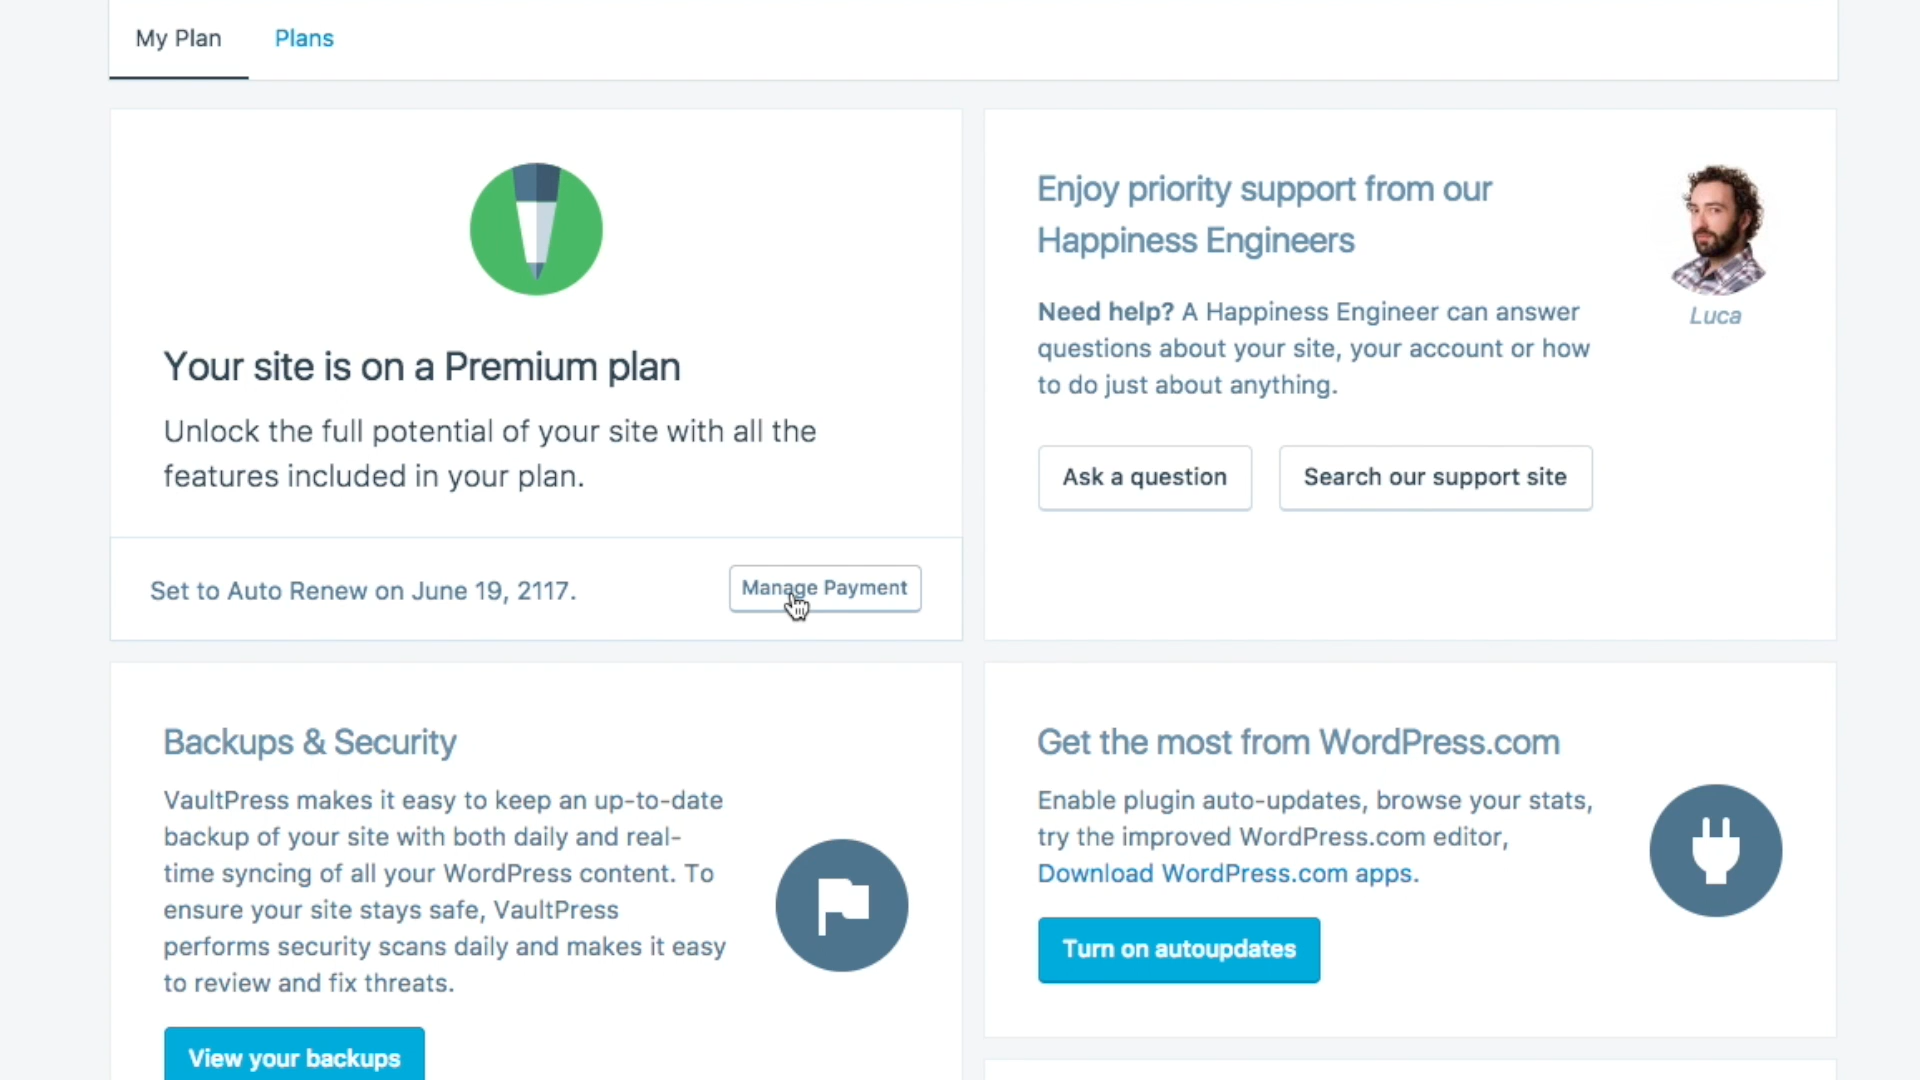 My Plan
Plans
Your site is on a Premium plan
Unlock the full potential of your site with all the
features included in your plan.
Set to Auto Renew on June 19, 2117.
Manage Payment
Enjoy priority support from our
Happiness Engineers
Need help? A Happiness Engineer can answer
questions about your site, your account or how
to do just about anything.
Luca
Ask a question
Search our support site
Backups & Security
VaultPress makes it easy to keep an up-to-date
backup of your site with both daily and real-
time syncing of all your WordPress content. To
ensure your site stays safe, VaultPress
performs security scans daily and makes it easy
to review and fix threats.
View your backups
Get the most from WordPress.com
Enable plugin auto-updates, browse your stats,
try the improved WordPress.com editor,
Download WordPress.com apps.
Turn on autoupdates